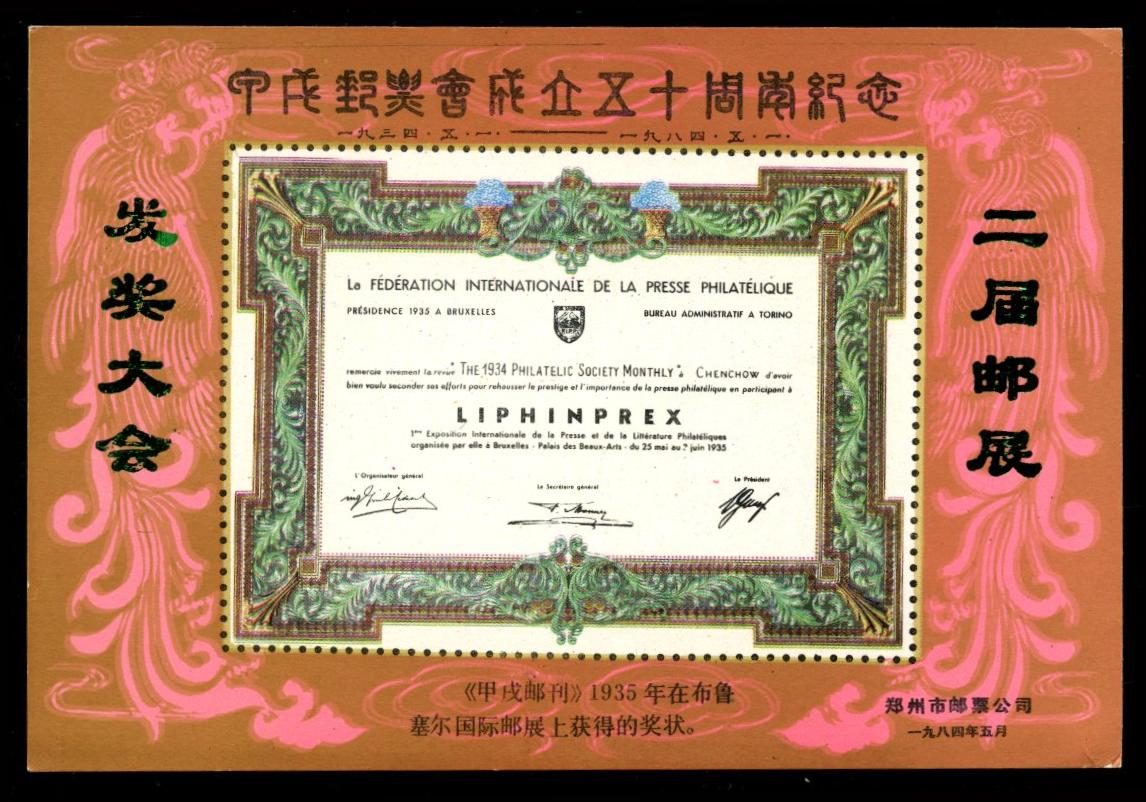 甲戌郵票會成立五十周年紀念
一九三四·五·一·——一九八四·五·一·
二届邮展
发奖大会
La FÉDÉRATION INTERNATIONALE DE LA PRESSE PHILATÉLIQUE
PRÉSIDENCE 1935 A BRUXELLES
BUREAU ADMINISTRATIF A TORINO
F.I.P.P.
remercie vivement la revue "THE 1934 PHILATELIC SOCIETY MONTHLY" à CHENCHOW d'avoir
bien voulu seconder ses efforts pour rehausser le prestige et l'importance de la presse philatélique en participant à
LIPHINPREX
1ère Exposition Internationale de la Presse et de la Littérature Philatéliques
organisée par elle à Bruxelles - Palais des Beaux-Arts - du 25 mai au 2 juin 1935
L'Organisateur général
Le Secrétaire général
Le Président
《甲戌邮刊》1935 年在布鲁
塞尔国际邮展上获得的奖状。
郑州市邮票公司
一九八四年五月